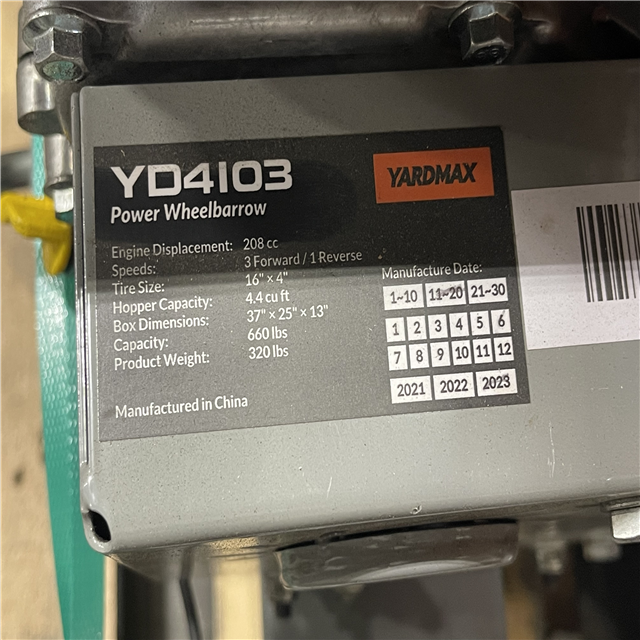 YD4103
YARDMAX
Power Wheelbarrow
Engine Displacement: 208 cc
Speeds: 3 Forward / 1 Reverse
Tire Size: 16" x 4"
Hopper Capacity: 4.4 cu ft
Box Dimensions: 37" x 25" x 13"
Capacity: 660 lbs
Product Weight: 320 lbs
Manufactured in China
Manufacture Date:
1~10 11~20 21~30
1 2 3 4 5 6
7 8 9 10 11 12
2021 2022 2023